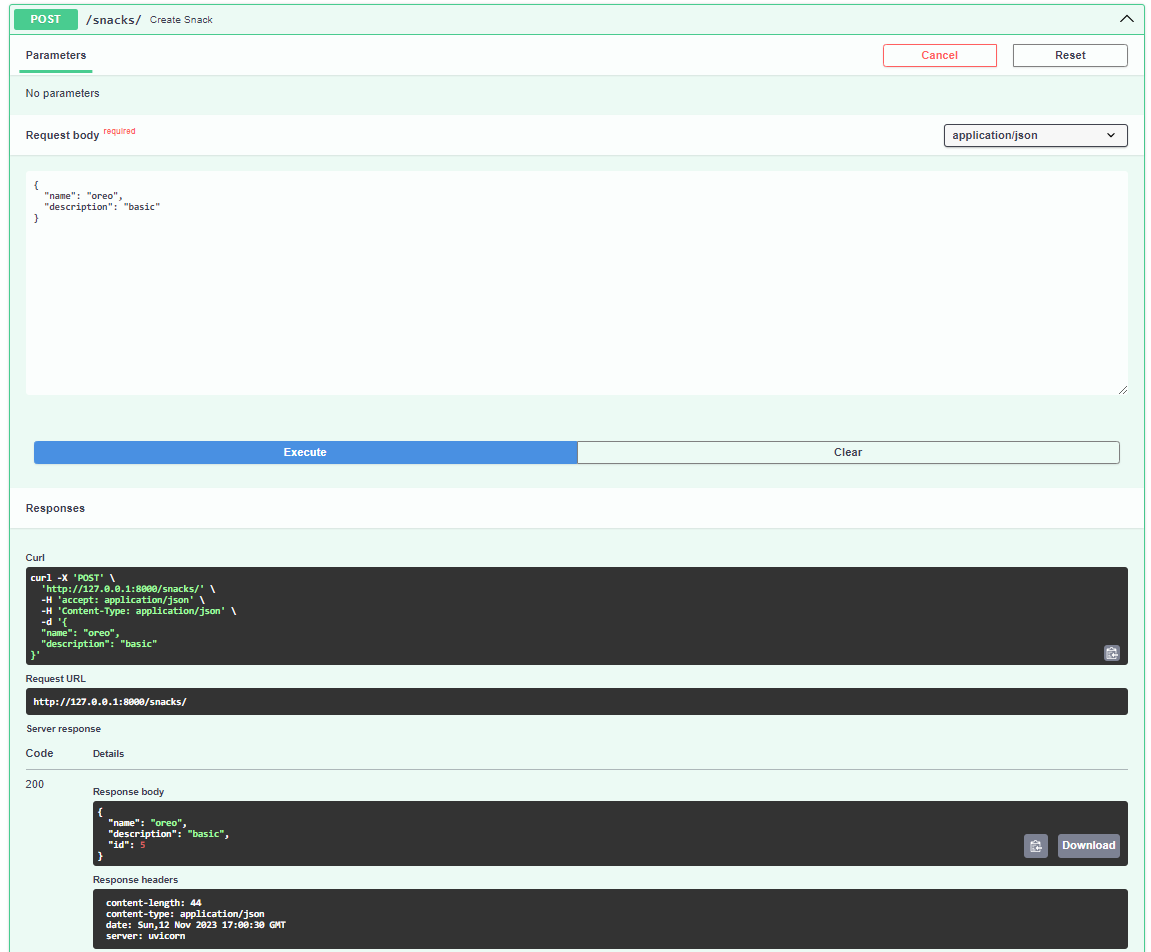 POST /snacks/ Create Snack
Parameters Cancel Reset
No parameters
Request body required application/json
{
  "name": "oreo",
  "description": "basic"
}
Execute Clear
Responses
Curl
curl -X 'POST' \
  'http://127.0.0.1:8000/snacks/' \
  -H 'accept: application/json' \
  -H 'Content-Type: application/json' \
  -d '{
  "name": "oreo",
  "description": "basic"
}'
Request URL
http://127.0.0.1:8000/snacks/
Server response
Code Details
200
Response body
{
  "name": "oreo",
  "description": "basic",
  "id": 5
}
Download
Response headers
content-length: 44
content-type: application/json
date: Sun,12 Nov 2023 17:00:30 GMT
server: uvicorn